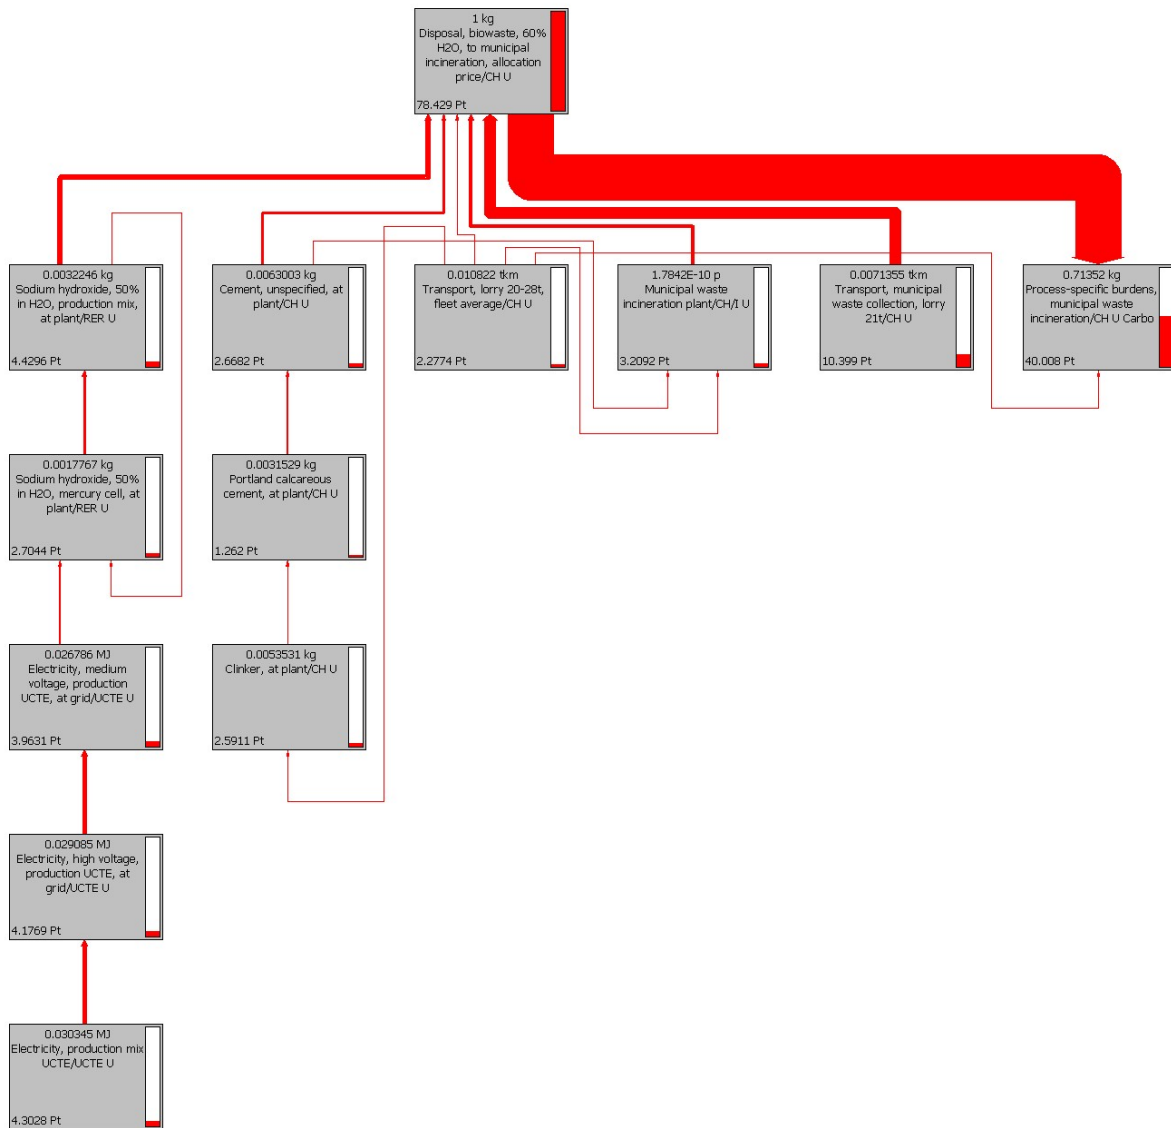 1 kg
Disposal, biowaste, 60%
H2O, to municipal
incineration, allocation
price/CH U
78.429 Pt
0.0032246 kg
Sodium hydroxide, 50%
in H2O, production mix,
at plant/RER U
4.4296 Pt
0.0063003 kg
Cement, unspecified, at
plant/CH U
2.6682 Pt
0.010822 tkm
Transport, lorry 20-28t,
fleet average/CH U
2.2774 Pt
1.7842E-10 p
Municipal waste
incineration plant/CH/I U
3.2092 Pt
0.0071355 tkm
Transport, municipal
waste collection, lorry
21t/CH U
10.399 Pt
0.71352 kg
Process-specific burdens,
municipal waste
incineration/CH U Carbo
40.008 Pt
0.0017767 kg
Sodium hydroxide, 50%
in H2O, mercury cell, at
plant/RER U
2.7044 Pt
0.0031529 kg
Portland calcareous
cement, at plant/CH U
1.262 Pt
0.026786 MJ
Electricity, medium
voltage, production
UCTE, at grid/UCTE U
3.9631 Pt
0.0053531 kg
Clinker, at plant/CH U
2.5911 Pt
0.029085 MJ
Electricity, high voltage,
production UCTE, at
grid/UCTE U
4.1769 Pt
0.030345 MJ
Electricity, production mix
UCTE/UCTE U
4.3028 Pt